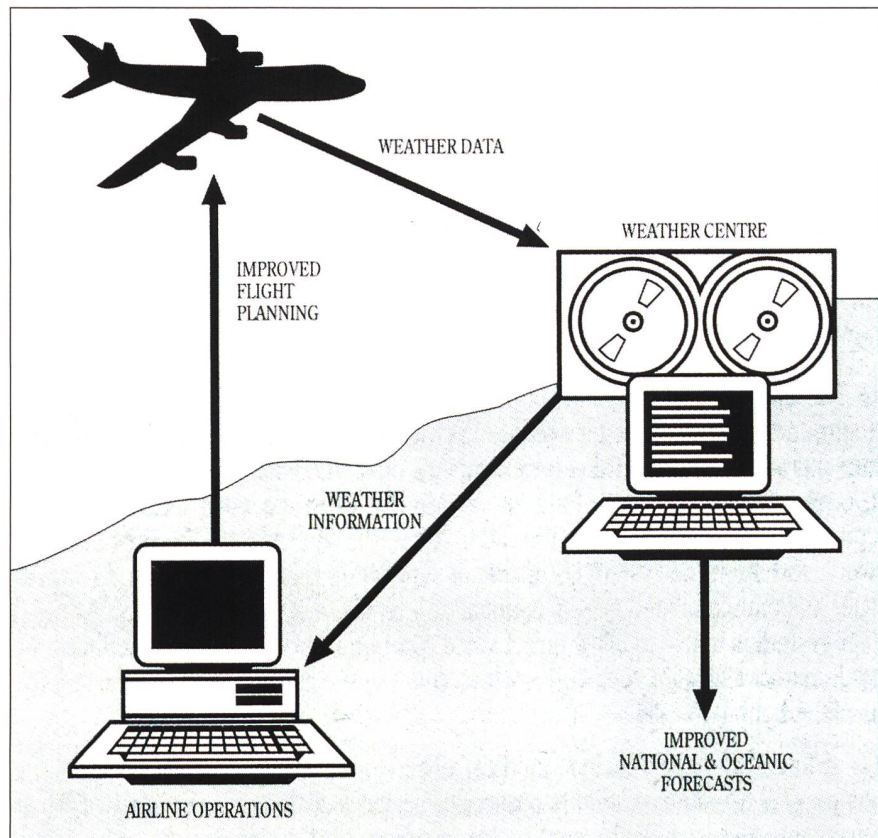 WEATHER DATA
WEATHER CENTRE
IMPROVED
FLIGHT
PLANNING
WEATHER
INFORMATION
IMPROVED
NATIONAL & OCEANIC
FORECASTS
AIRLINE OPERATIONS